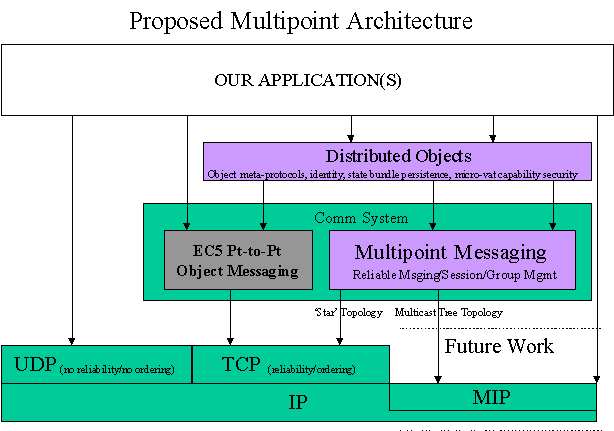 Proposed Multipoint Architecture
OUR APPLICATION(S)
Distributed Objects
Object meta-protocols, identity, state bundle persistence, micro-vat capability security
Comm System
EC5 Pt-to-Pt
Object Messaging
Multipoint Messaging
Reliable Msging/Session/Group Mgmt
'Star' Topology
Multicast Tree Topology
Future Work
UDP (no reliability/no ordering)
TCP (reliability/ordering)
IP
MIP